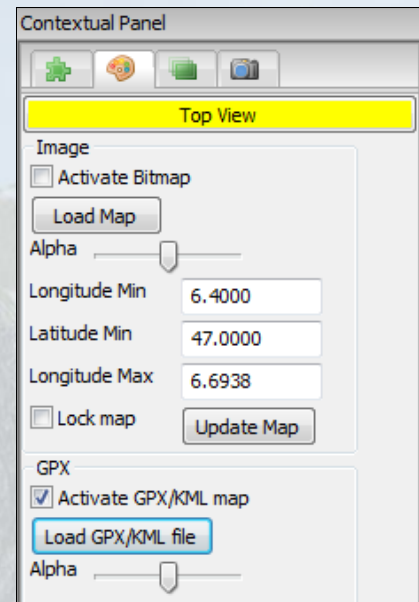 Contextual Panel
Top View
Image
Activate Bitmap
Load Map
Alpha
Longitude Min 6.4000
Latitude Min 47.0000
Longitude Max 6.6938
Lock map Update Map
GPX
Activate GPX/KML map
Load GPX/KML file
Alpha